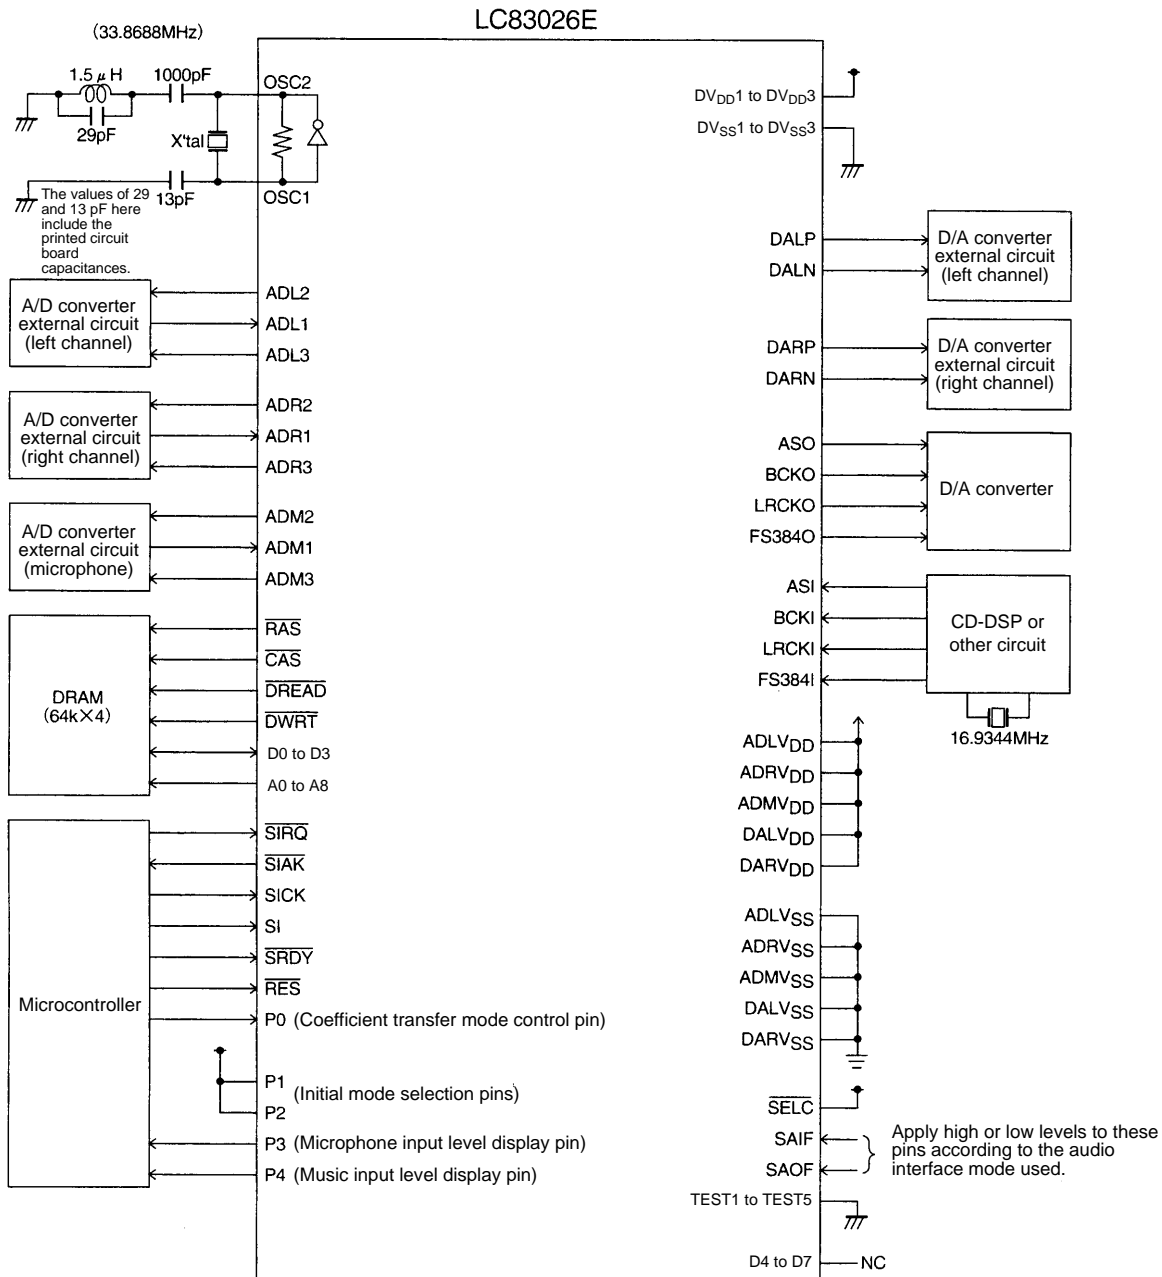 LC83026E
(33.8688MHz)
1.5 μ H
1000pF
29pF
X'tal
OSC2
13pF
OSC1
The values of 29
and 13 pF here
include the
printed circuit
board
capacitances.
A/D converter
external circuit
(left channel)
ADL2
ADL1
ADL3
A/D converter
external circuit
(right channel)
ADR2
ADR1
ADR3
A/D converter
external circuit
(microphone)
ADM2
ADM1
ADM3
DRAM
(64k×4)
RAS
CAS
DREAD
DWRT
D0 to D3
A0 to A8
Microcontroller
SIRQ
SIAK
SICK
SI
SRDY
RES
P0 (Coefficient transfer mode control pin)
P1
(Initial mode selection pins)
P2
P3 (Microphone input level display pin)
P4 (Music input level display pin)
DVDD1 to DVDD3
DVSS1 to DVSS3
DALP
DALN
D/A converter
external circuit
(left channel)
DARP
DARN
D/A converter
external circuit
(right channel)
ASO
BCKO
LRCKO
FS384O
D/A converter
ASI
BCKI
LRCKI
FS384I
CD-DSP or
other circuit
16.9344MHz
ADLVDD
ADRVDD
ADMVDD
DALVDD
DARVDD
ADLVSS
ADRVSS
ADMVSS
DALVSS
DARVSS
SELC
SAIF
SAOF
Apply high or low levels to these
pins according to the audio
interface mode used.
TEST1 to TEST5
D4 to D7
NC